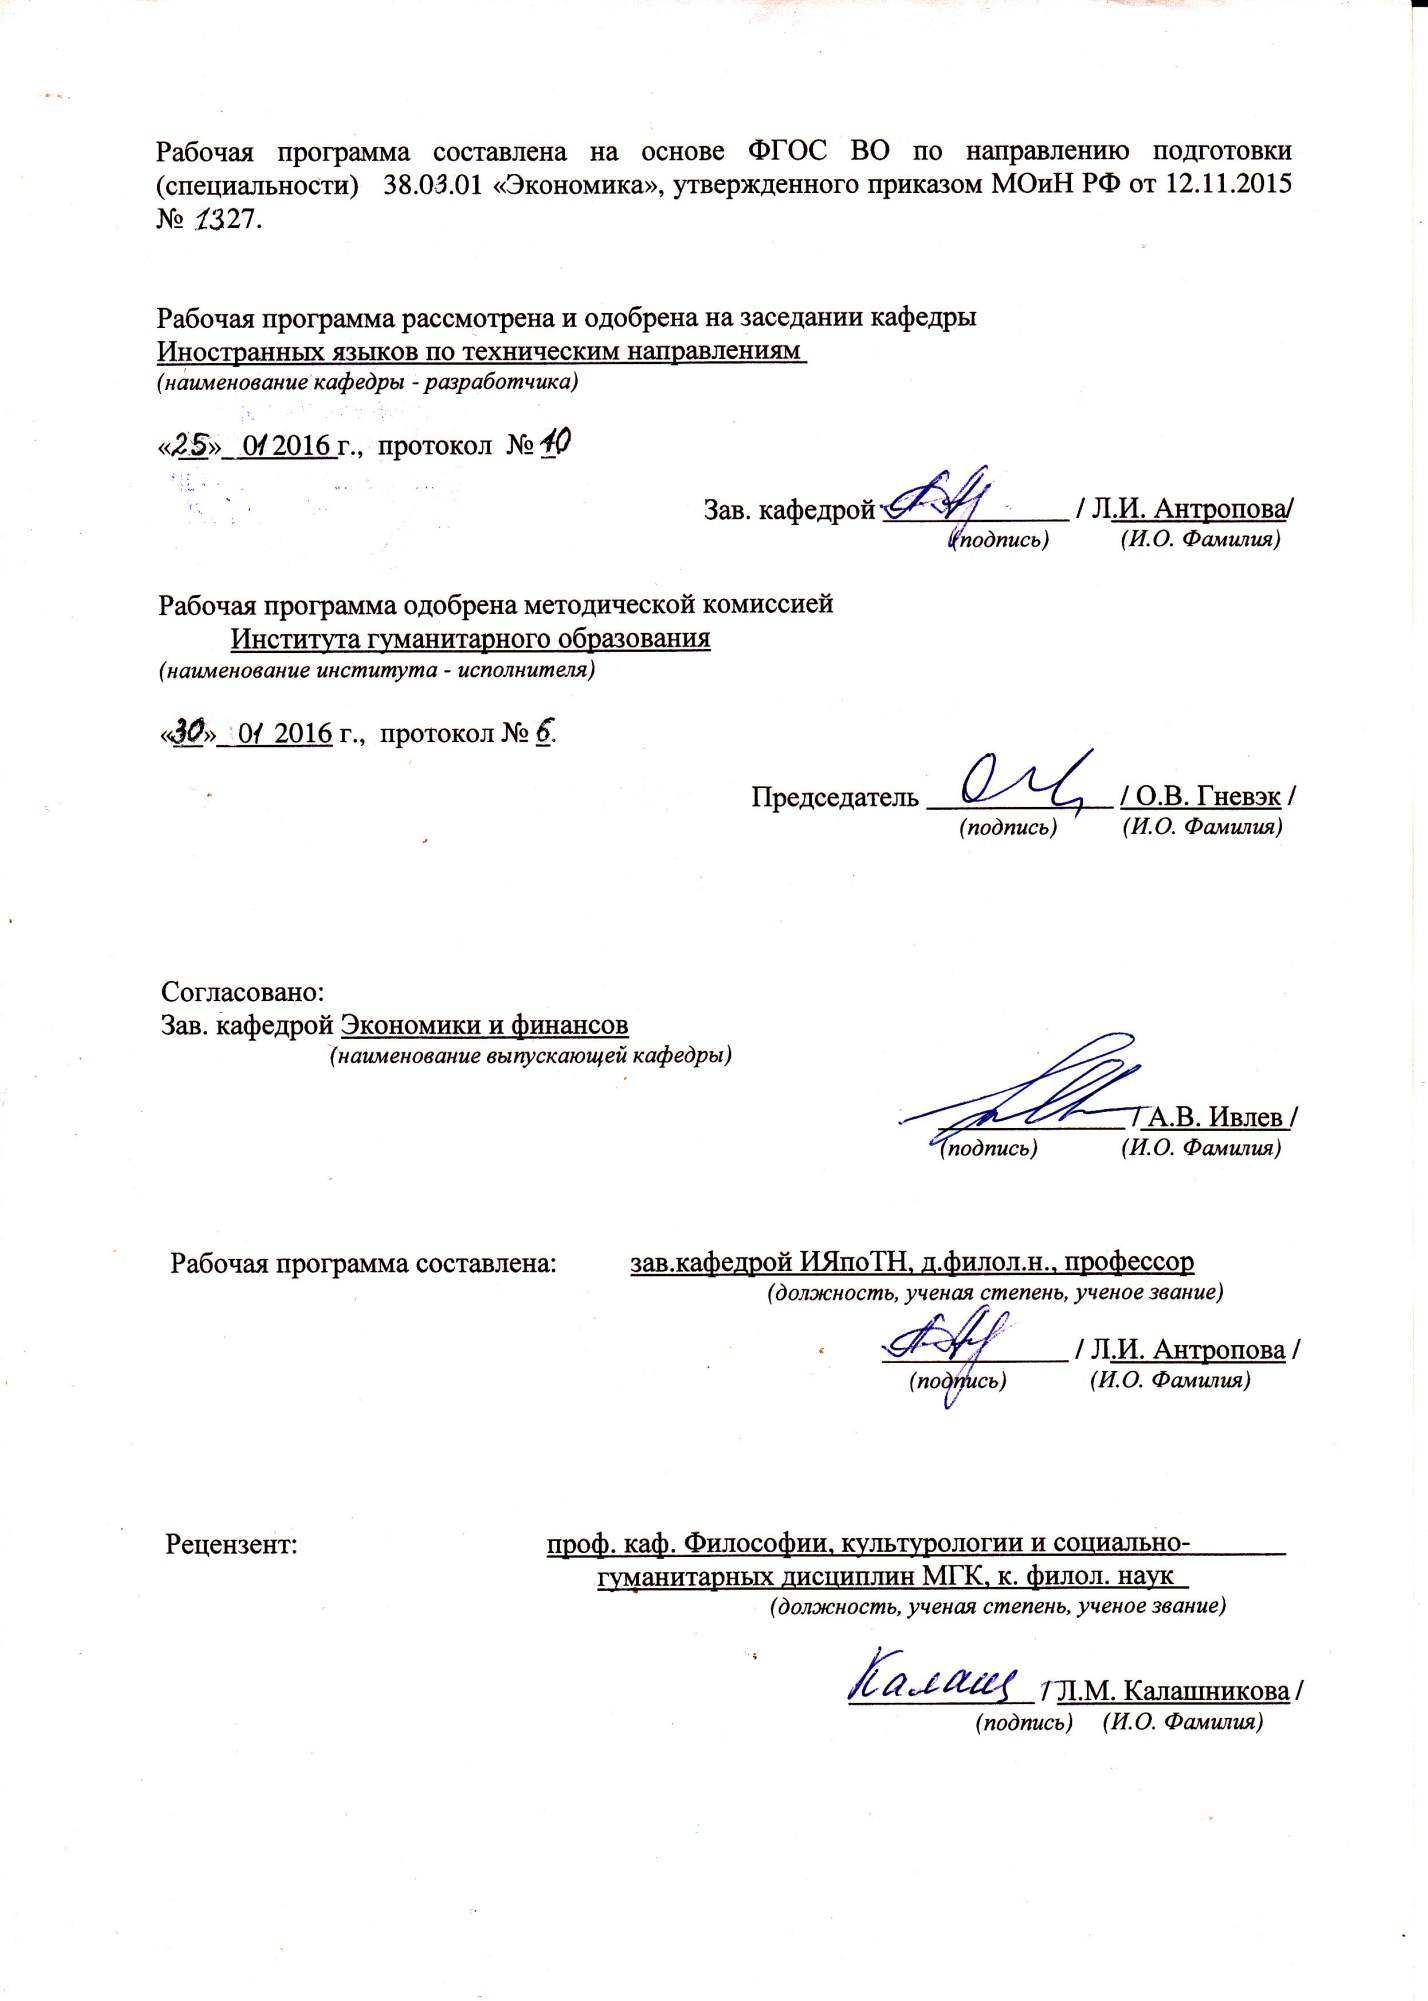 Рабочая программа составлена на основе ФГОС ВО по направлению подготовки
(специальности) 38.03.01 «Экономика», утвержденного приказом МОиН РФ от 12.11.2015
№ 1327.
Рабочая программа рассмотрена и одобрена на заседании кафедры
Иностранных языков по техническим направлениям
(наименование кафедры - разработчика)
«25» 01 2016 г., протокол № 10
Зав. кафедрой ____________ / Л.И. Антропова/
(подпись) (И.О. Фамилия)
Рабочая программа одобрена методической комиссией
Института гуманитарного образования
(наименование института - исполнителя)
«30» 01 2016 г., протокол № 6.
Председатель ____________ / О.В. Гневэк /
(подпись) (И.О. Фамилия)
Согласовано:
Зав. кафедрой Экономики и финансов
(наименование выпускающей кафедры)
____________ / А.В. Ивлев /
(подпись) (И.О. Фамилия)
Рабочая программа составлена: зав.кафедрой ИЯпоТН, д.филол.н., профессор
(должность, ученая степень, ученое звание)
____________ / Л.И. Антропова /
(подпись) (И.О. Фамилия)
Рецензент: проф. каф. Философии, культурологии и социально-
гуманитарных дисциплин МГК, к. филол. наук
(должность, ученая степень, ученое звание)
Калаш / Л.М. Калашникова /
(подпись) (И.О. Фамилия)